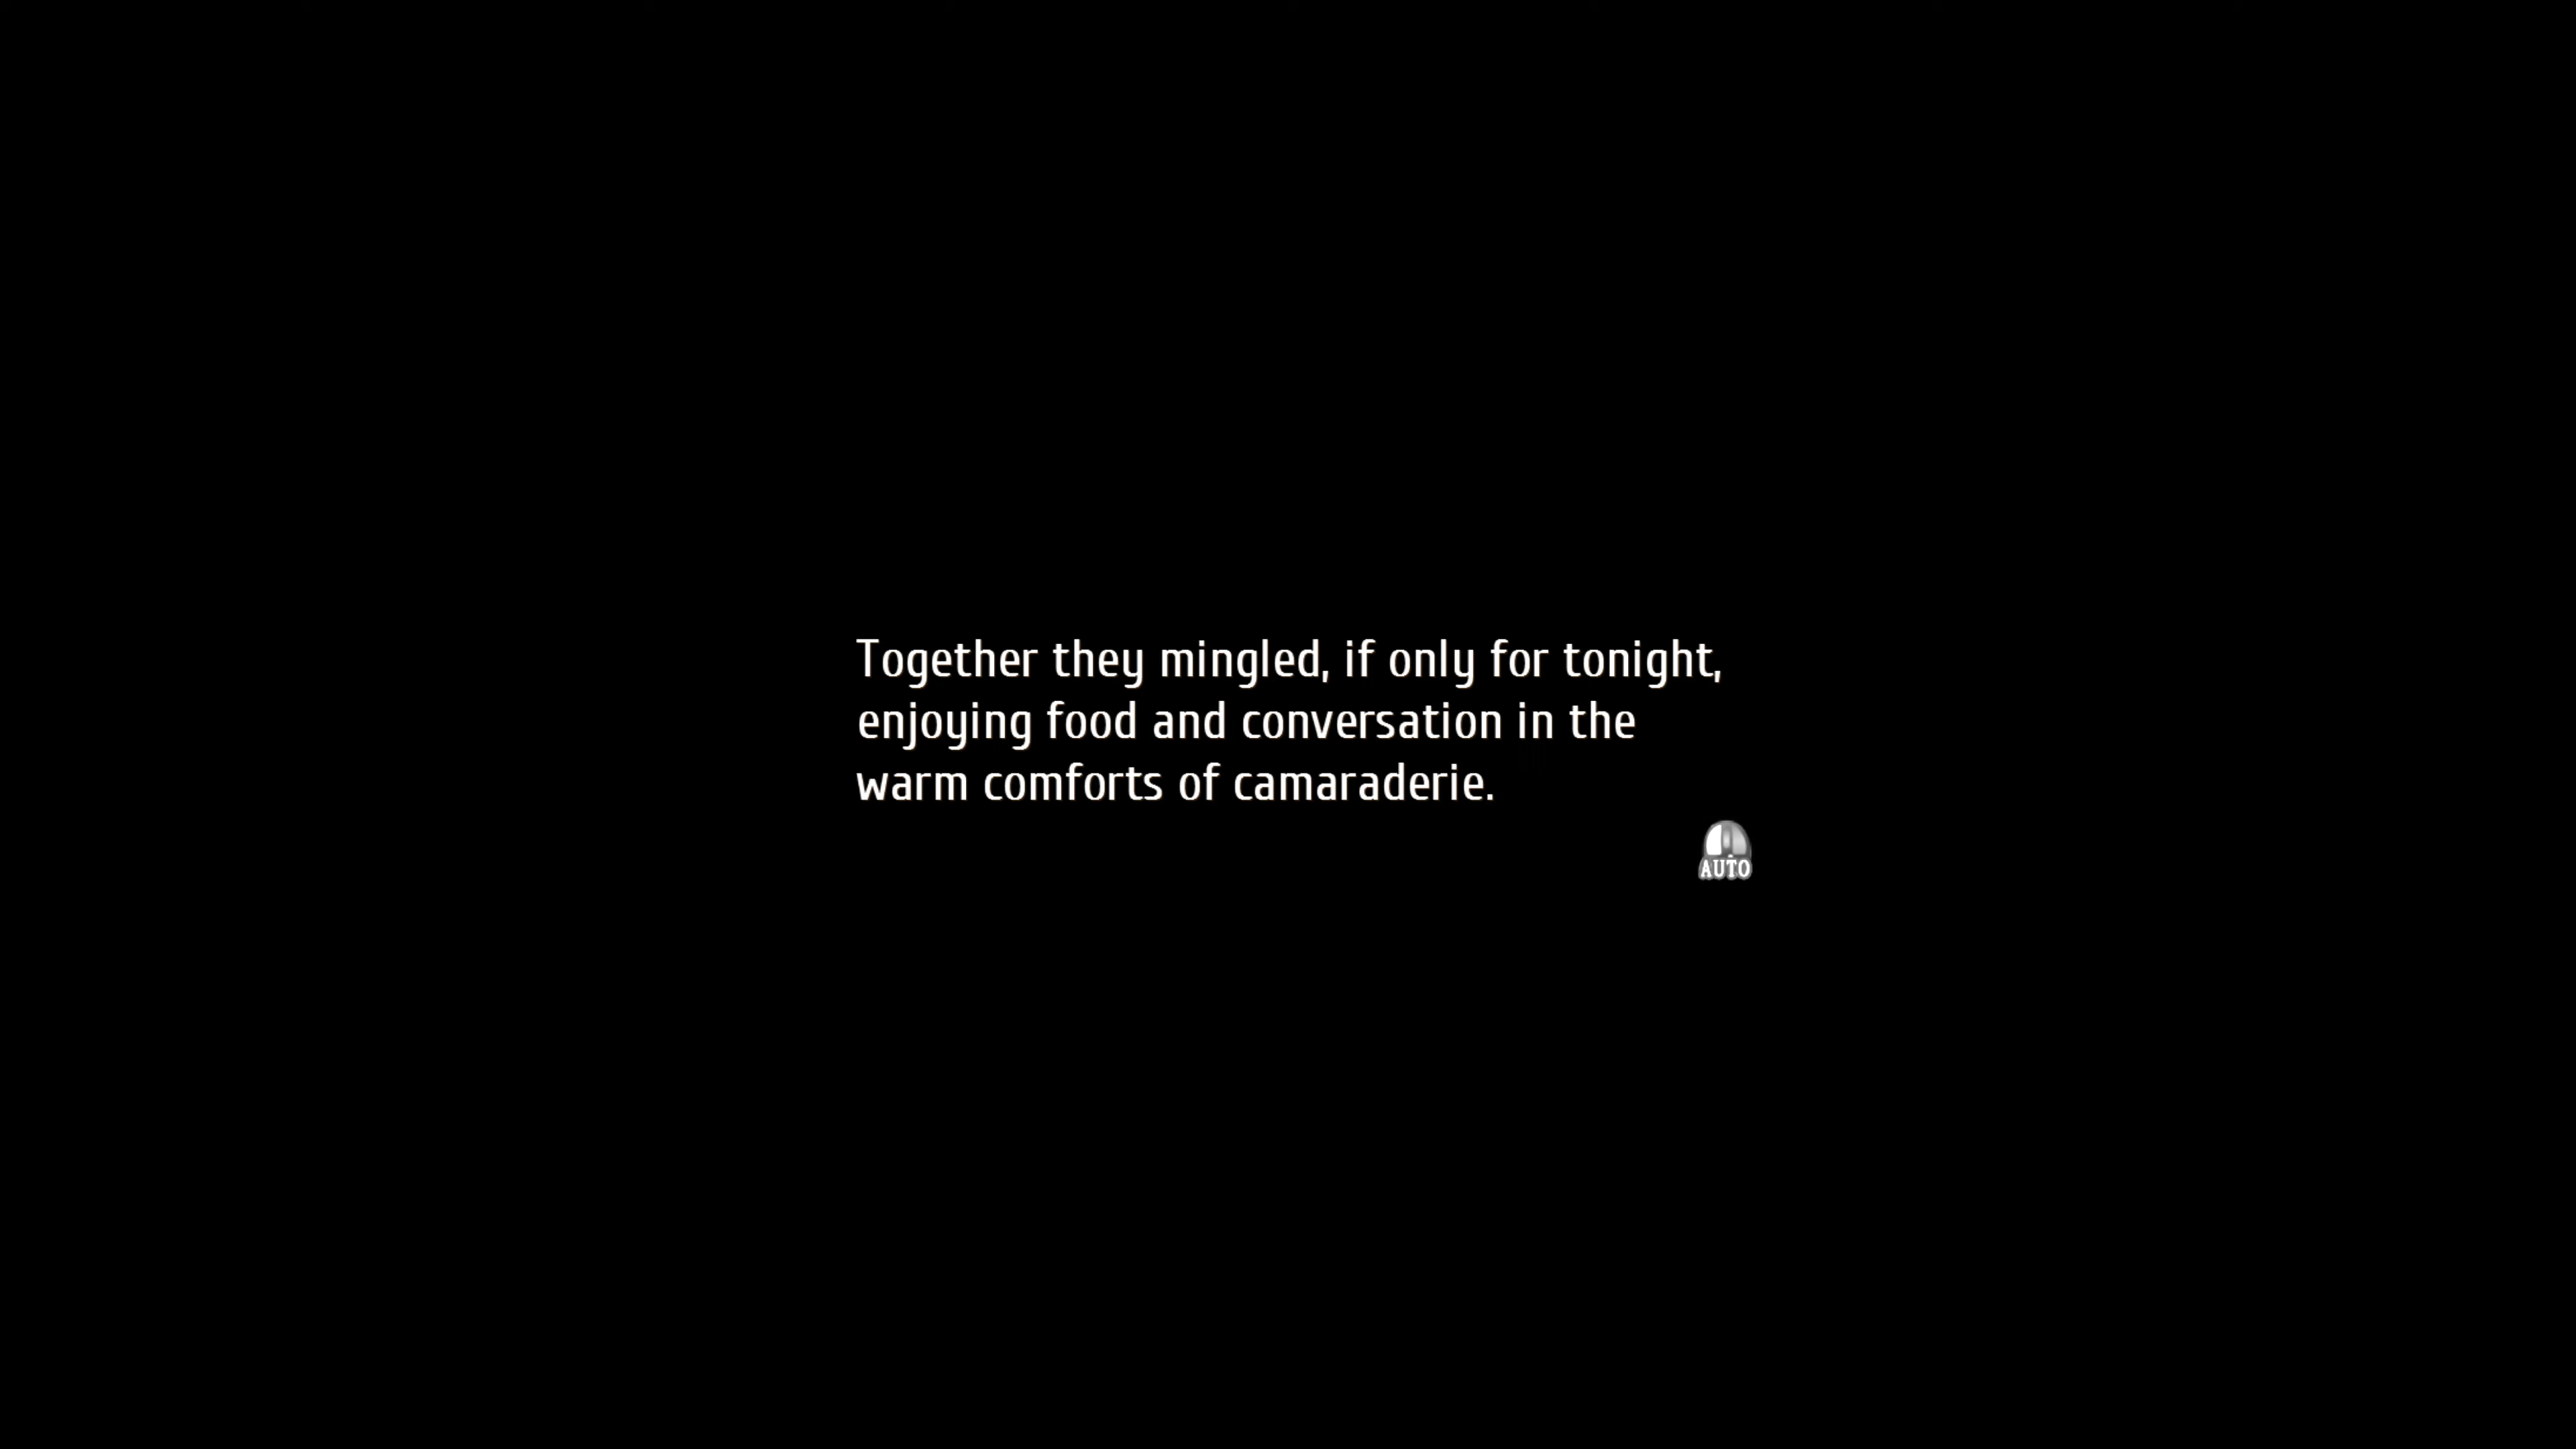 Together they mingled, if only for tonight,
enjoying food and conversation in the
warm comforts of camaraderie.
AUTO